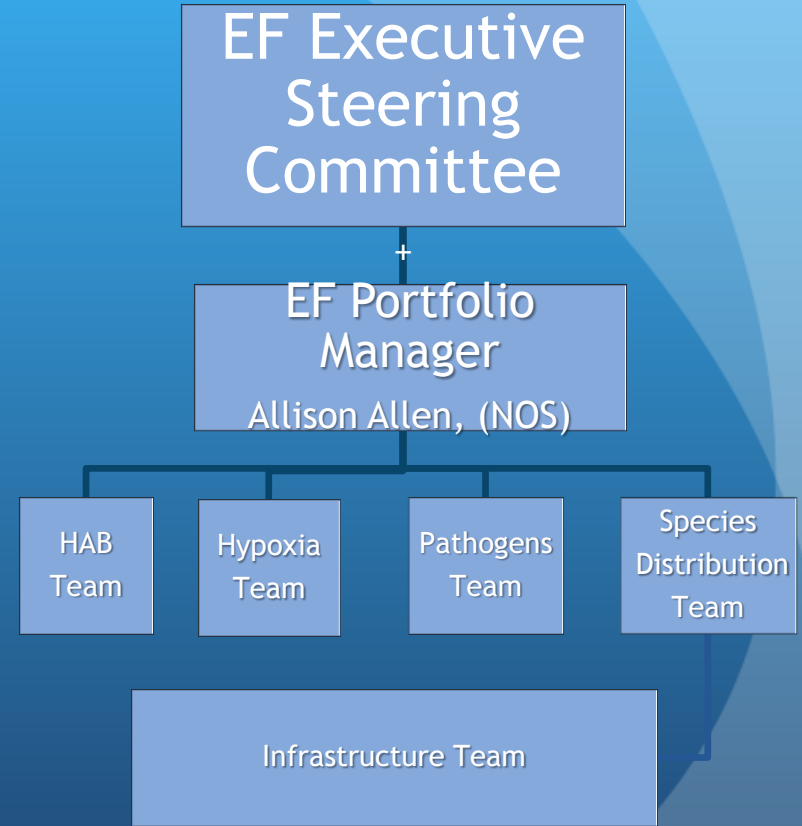 EF Executive
Steering
Committee
+
EF Portfolio
Manager
Allison Allen, (NOS)
HAB
Team
Hypoxia
Team
Pathogens
Team
Species
Distribution
Team
Infrastructure Team